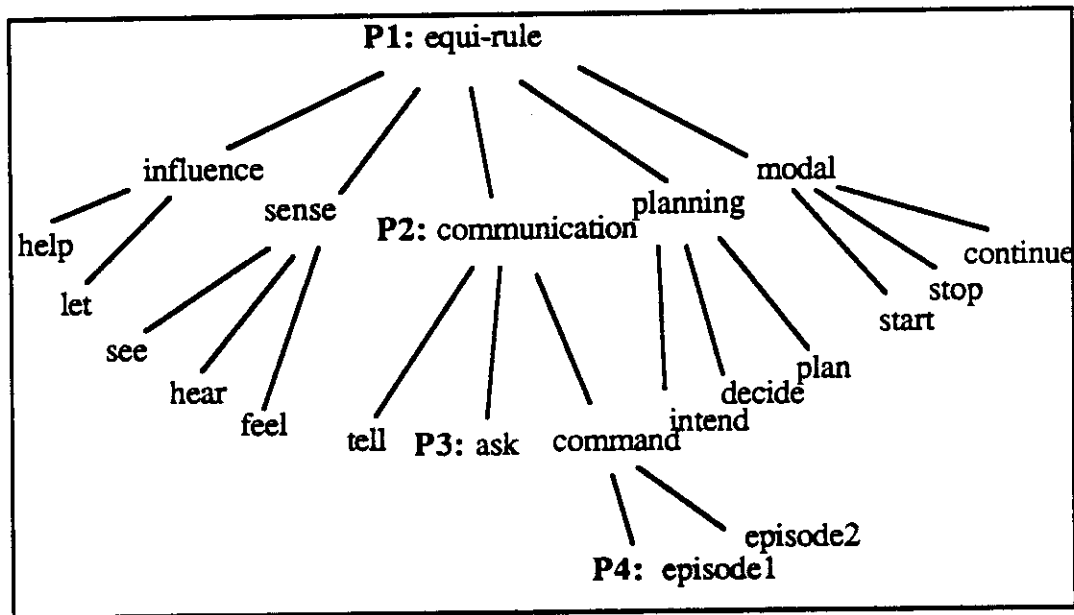 P1: equi-rule
influence
modal
sense
planning
P2: communication
help
continue
let
stop
start
see
plan
hear
decide
feel
intend
tell
P3: ask
command
episode2
P4: episode1